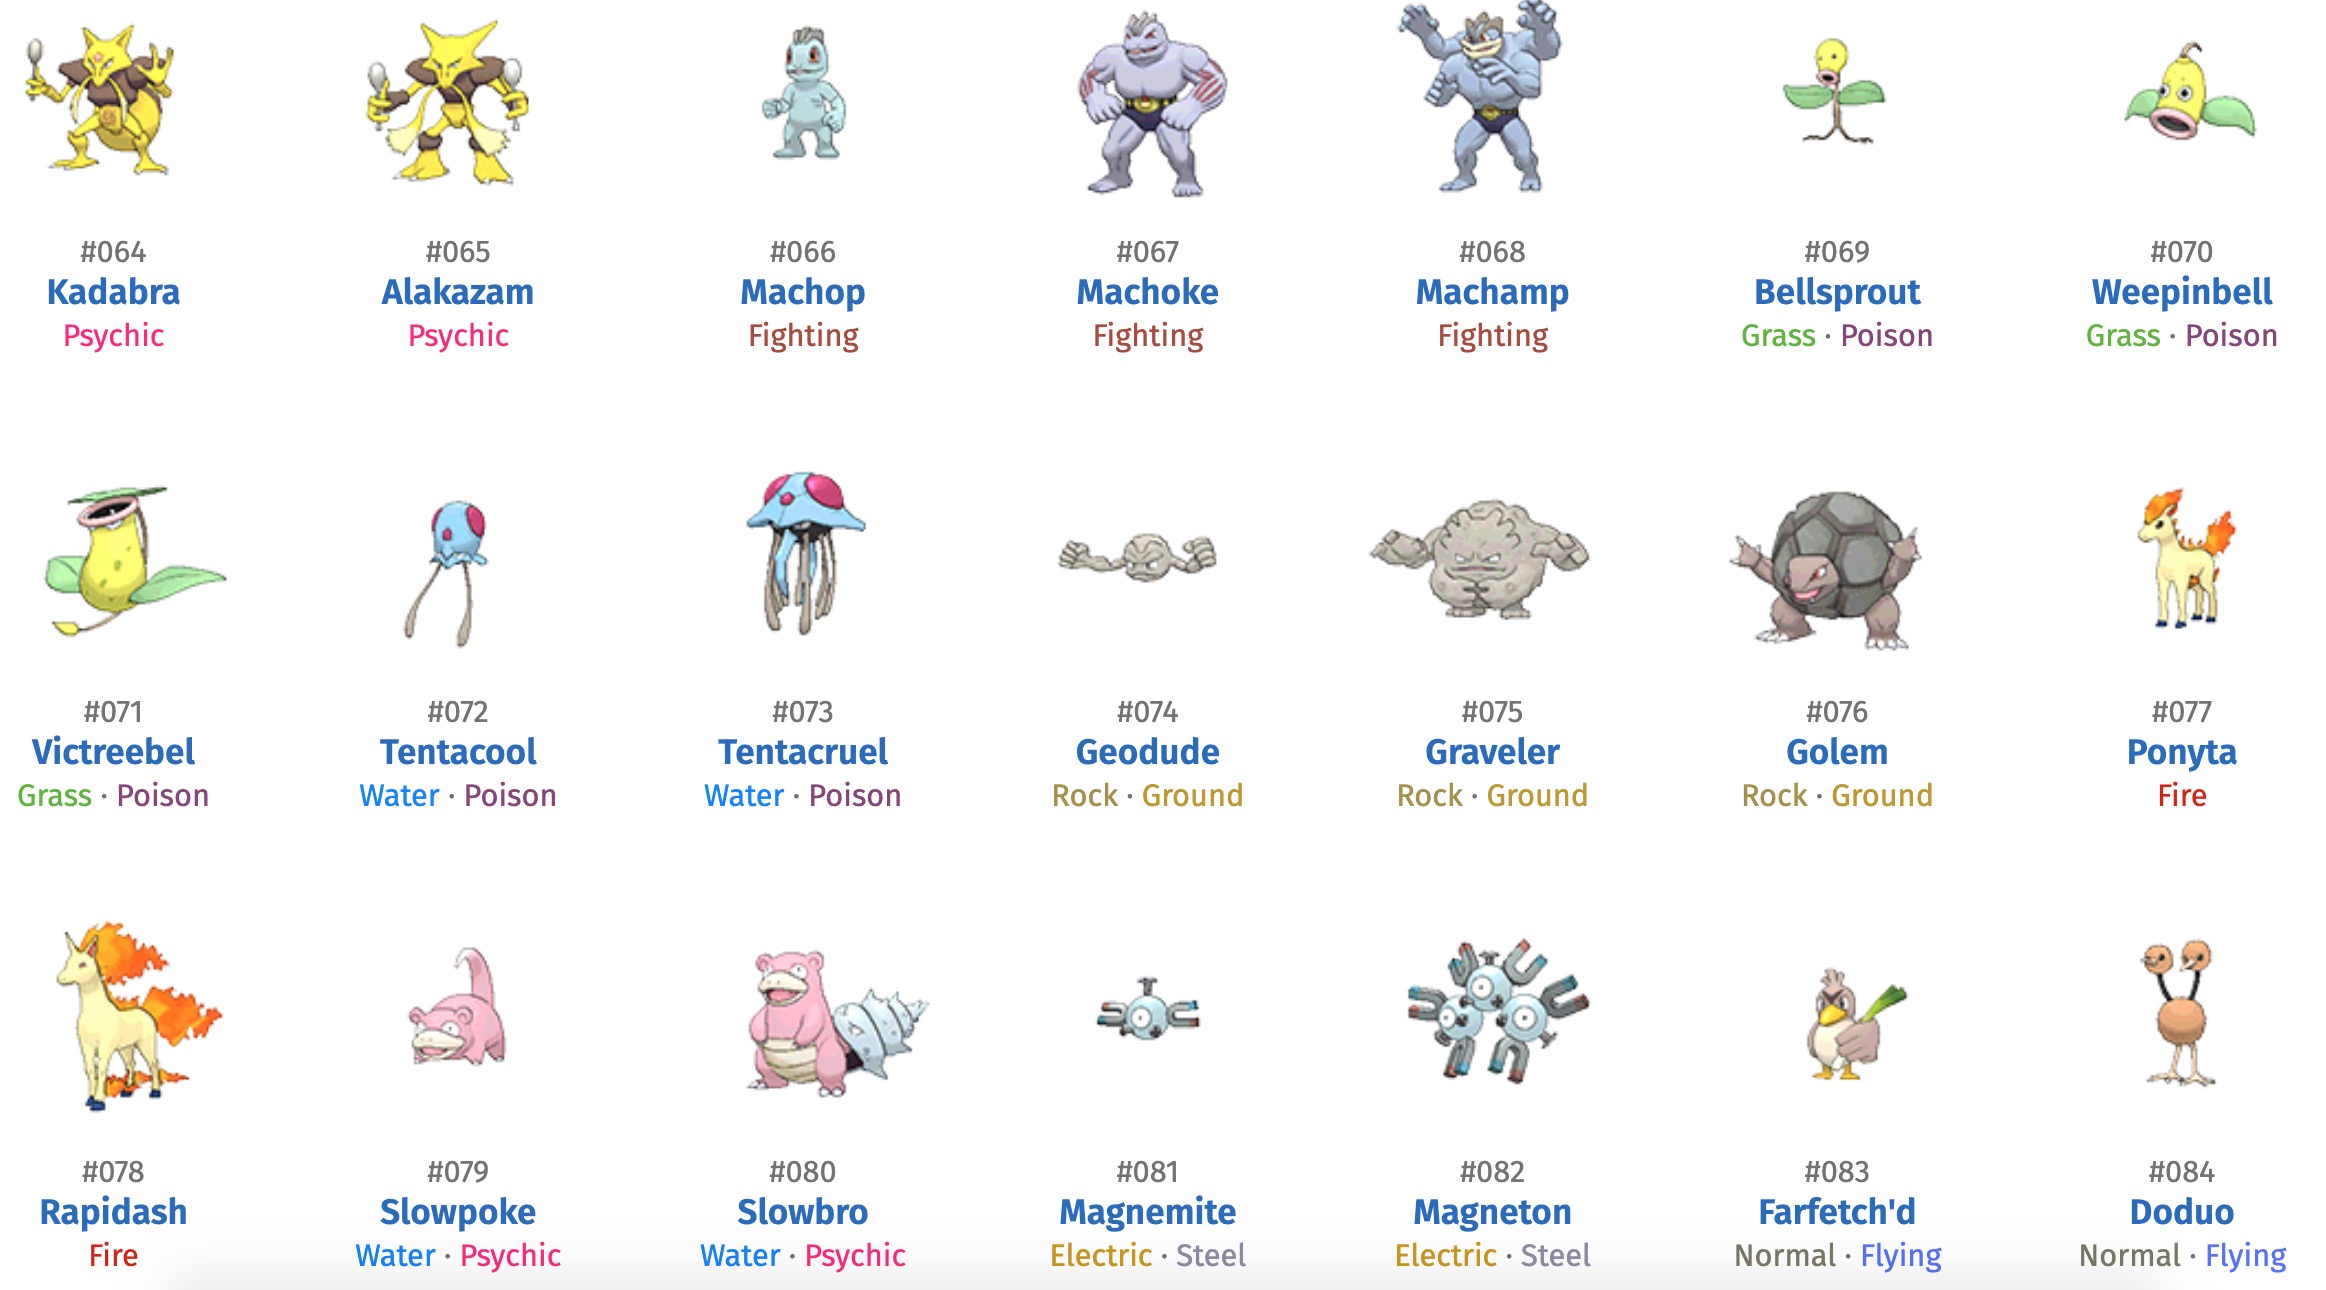 #064 #065 #066 #067 #068 #069 #070
Kadabra Alakazam Machop Machoke Machamp Bellsprout Weepinbell
Psychic Psychic Fighting Fighting Fighting Grass · Poison Grass · Poison
#071 #072 #073 #074 #075 #076 #077
Victreebel Tentacool Tentacruel Geodude Graveler Golem Ponyta
Grass · Poison Water · Poison Water · Poison Rock · Ground Rock · Ground Rock · Ground Fire
#078 #079 #080 #081 #082 #083 #084
Rapidash Slowpoke Slowbro Magnemite Magneton Farfetch'd Doduo
Fire Water · Psychic Water · Psychic Electric · Steel Electric · Steel Normal · Flying Normal · Flying